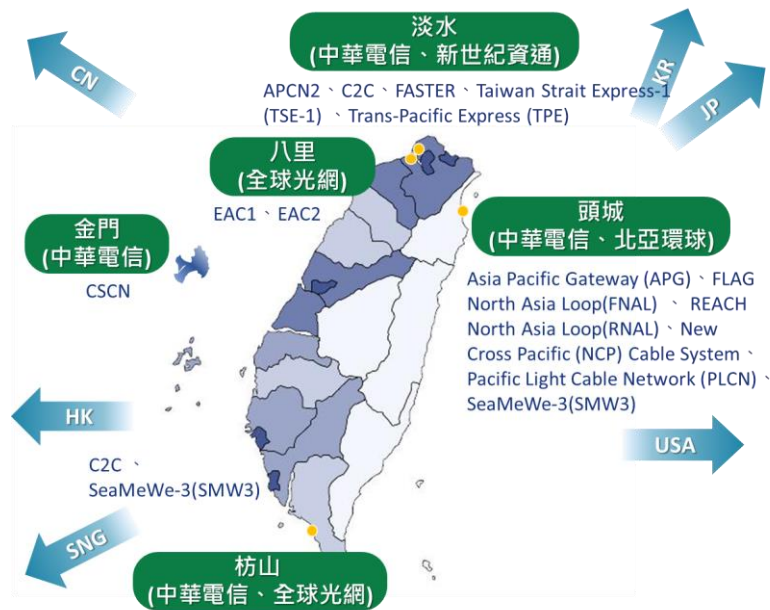 淡水
(中華電信、新世紀資通)
APCN2、C2C、FASTER、Taiwan Strait Express-1
(TSE-1)、Trans-Pacific Express (TPE)
CN
KR
JP
八里
(全球光網)
EAC1、EAC2
金門
(中華電信)
CSCN
頭城
(中華電信、北亞環球)
Asia Pacific Gateway (APG)、FLAG
North Asia Loop(FNAL)、REACH
North Asia Loop(RNAL)、New
Cross Pacific (NCP) Cable System、
Pacific Light Cable Network (PLCN)、
SeaMeWe-3(SMW3)
HK
USA
C2C、
SeaMeWe-3(SMW3)
SNG
枋山
(中華電信、全球光網)